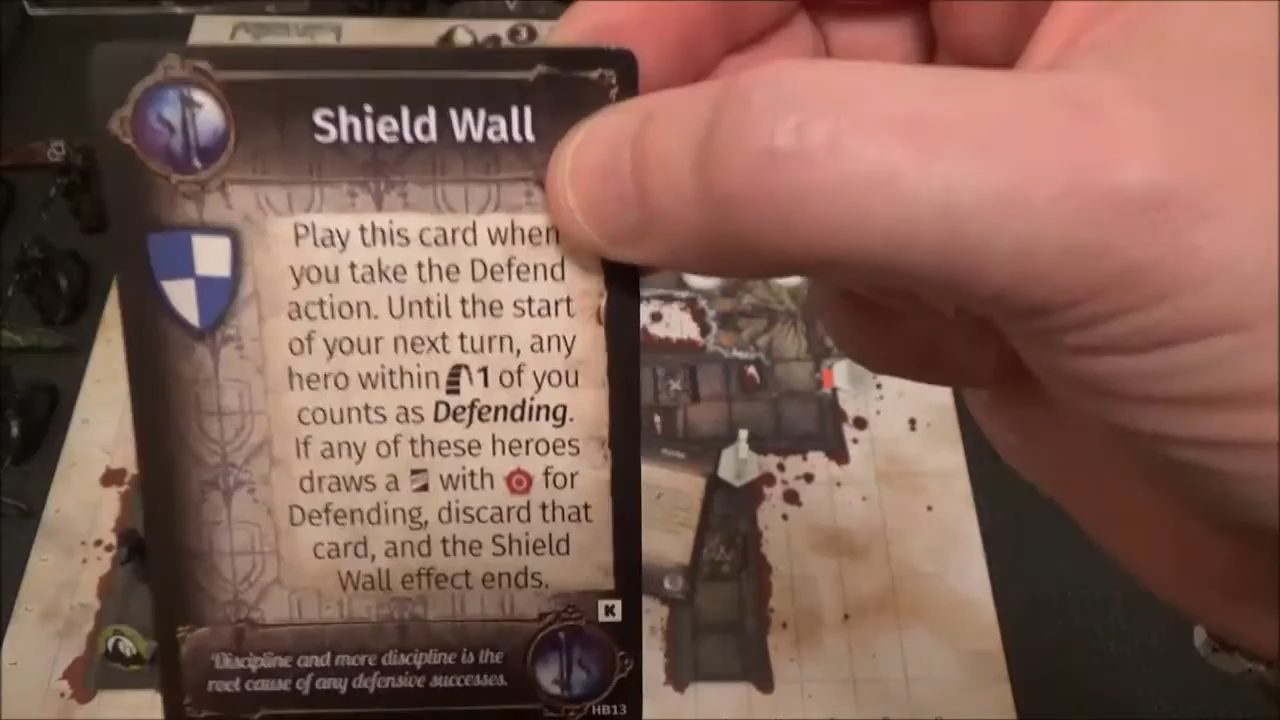 3
Shield Wall
Play this card when
you take the Defend
action. Until the start
of your next turn, any
hero within 1 of you
counts as Defending.
If any of these heroes
draws a with for
Defending, discard that
card, and the Shield
Wall effect ends.
K
Discipline and more discipline is the
root cause of any defensive successes.
HB13